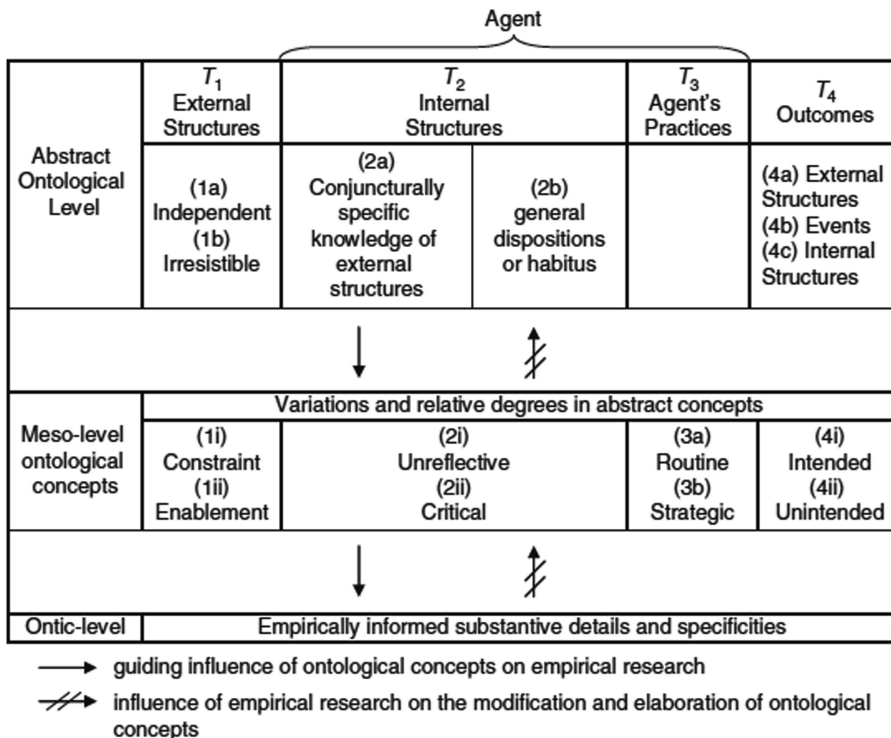 Agent
T1
External
Structures
T2
Internal
Structures
T3
Agent's
Practices
T4
Outcomes
Abstract
Ontological
Level
(1a)
Independent
(1b)
Irresistible
(2a)
Conjuncturally
specific
knowledge of
external
structures
(2b)
general
dispositions
or habitus
(4a) External
Structures
(4b) Events
(4c) Internal
Structures
Variations and relative degrees in abstract concepts
Meso-level
ontological
concepts
(1i)
Constraint
(1ii)
Enablement
(2i)
Unreflective
(2ii)
Critical
(3a)
Routine
(3b)
Strategic
(4i)
Intended
(4ii)
Unintended
Ontic-level
Empirically informed substantive details and specificities
guiding influence of ontological concepts on empirical research
influence of empirical research on the modification and elaboration of ontological
concepts